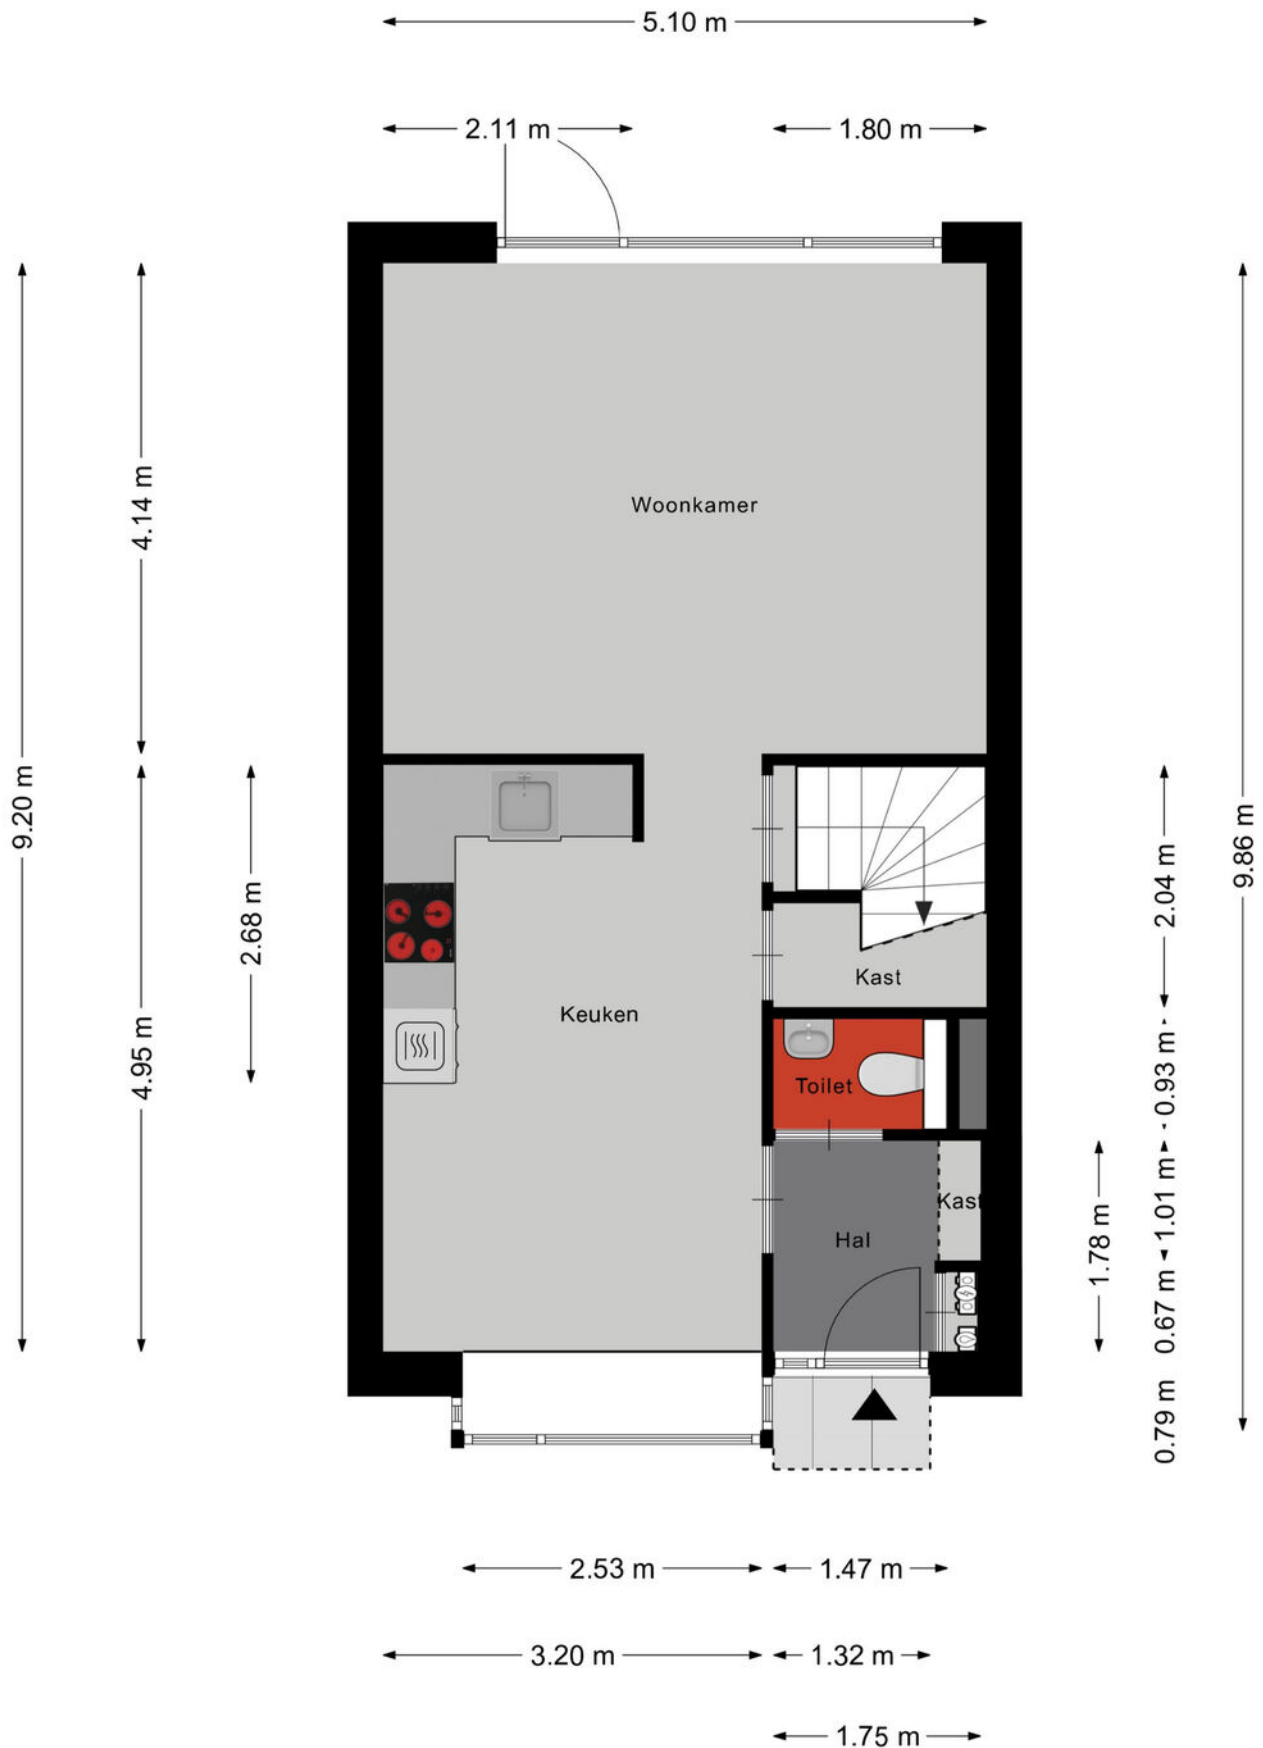 5.10 m
2.11 m
1.80 m
Woonkamer
4.14 m
9.20 m
9.86 m
2.04 m
2.68 m
Kast
Keuken
4.95 m
0.93 m
Toilet
1.01 m
Kast
Hal
1.78 m
0.67 m
0.79 m
2.53 m
1.47 m
3.20 m
1.32 m
1.75 m